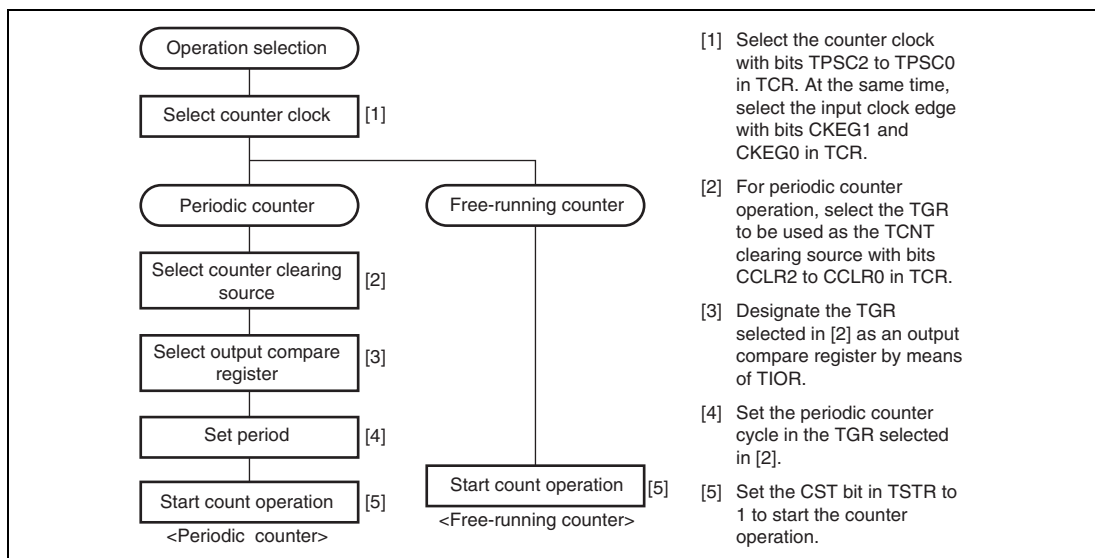 Operation selection
Select counter clock
[1]
Periodic counter
Free-running counter
Select counter clearing
source
[2]
Select output compare
register
[3]
Set period
[4]
Start count operation
[5]
<Periodic counter>
Start count operation
[5]
<Free-running counter>
[1] Select the counter clock
with bits TPSC2 to TPSC0
in TCR. At the same time,
select the input clock edge
with bits CKEG1 and
CKEG0 in TCR.
[2] For periodic counter
operation, select the TGR
to be used as the TCNT
clearing source with bits
CCLR2 to CCLR0 in TCR.
[3] Designate the TGR
selected in [2] as an output
compare register by means
of TIOR.
[4] Set the periodic counter
cycle in the TGR selected
in [2].
[5] Set the CST bit in TSTR to
1 to start the counter
operation.